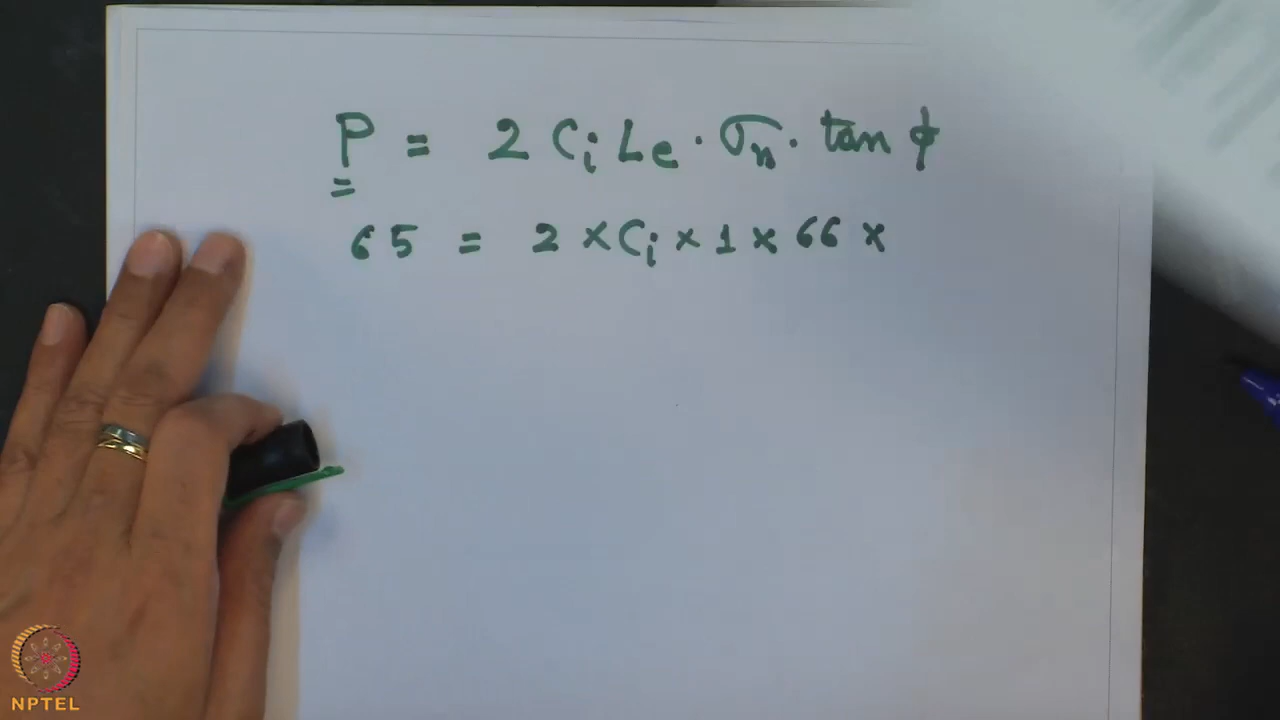 P = 2 Ci Le · σn · tan ϕ
65 = 2 × Ci × 1 × 66 ×
NPTEL